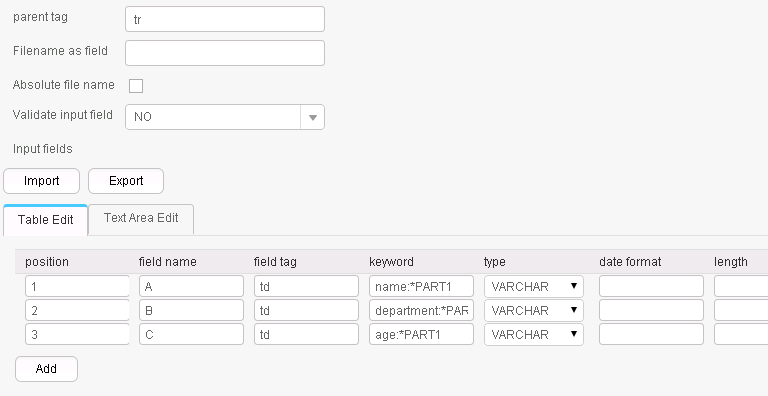 parent tag tr
Filename as field
Absolute file name
Validate input field NO
Input fields
Import Export
Table Edit Text Area Edit
position field name field tag keyword type date format length
1 A td name:*PART1 VARCHAR
2 B td department:*PAR VARCHAR
3 C td age:*PART1 VARCHAR
Add